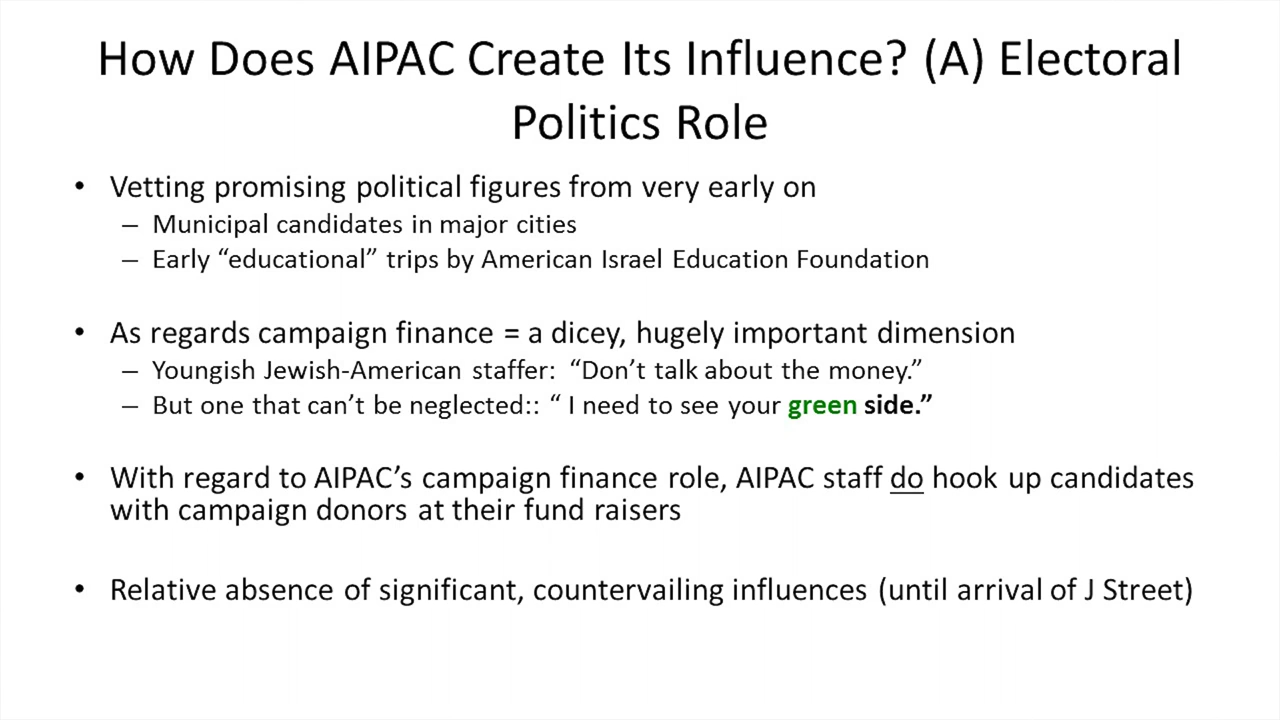 How Does AIPAC Create Its Influence? (A) Electoral
Politics Role
• Vetting promising political figures from very early on
– Municipal candidates in major cities
– Early “educational” trips by American Israel Education Foundation
• As regards campaign finance = a dicey, hugely important dimension
– Youngish Jewish-American staffer: “Don’t talk about the money.”
– But one that can’t be neglected:: “ I need to see your green side.”
• With regard to AIPAC’s campaign finance role, AIPAC staff do hook up candidates
with campaign donors at their fund raisers
• Relative absence of significant, countervailing influences (until arrival of J Street)